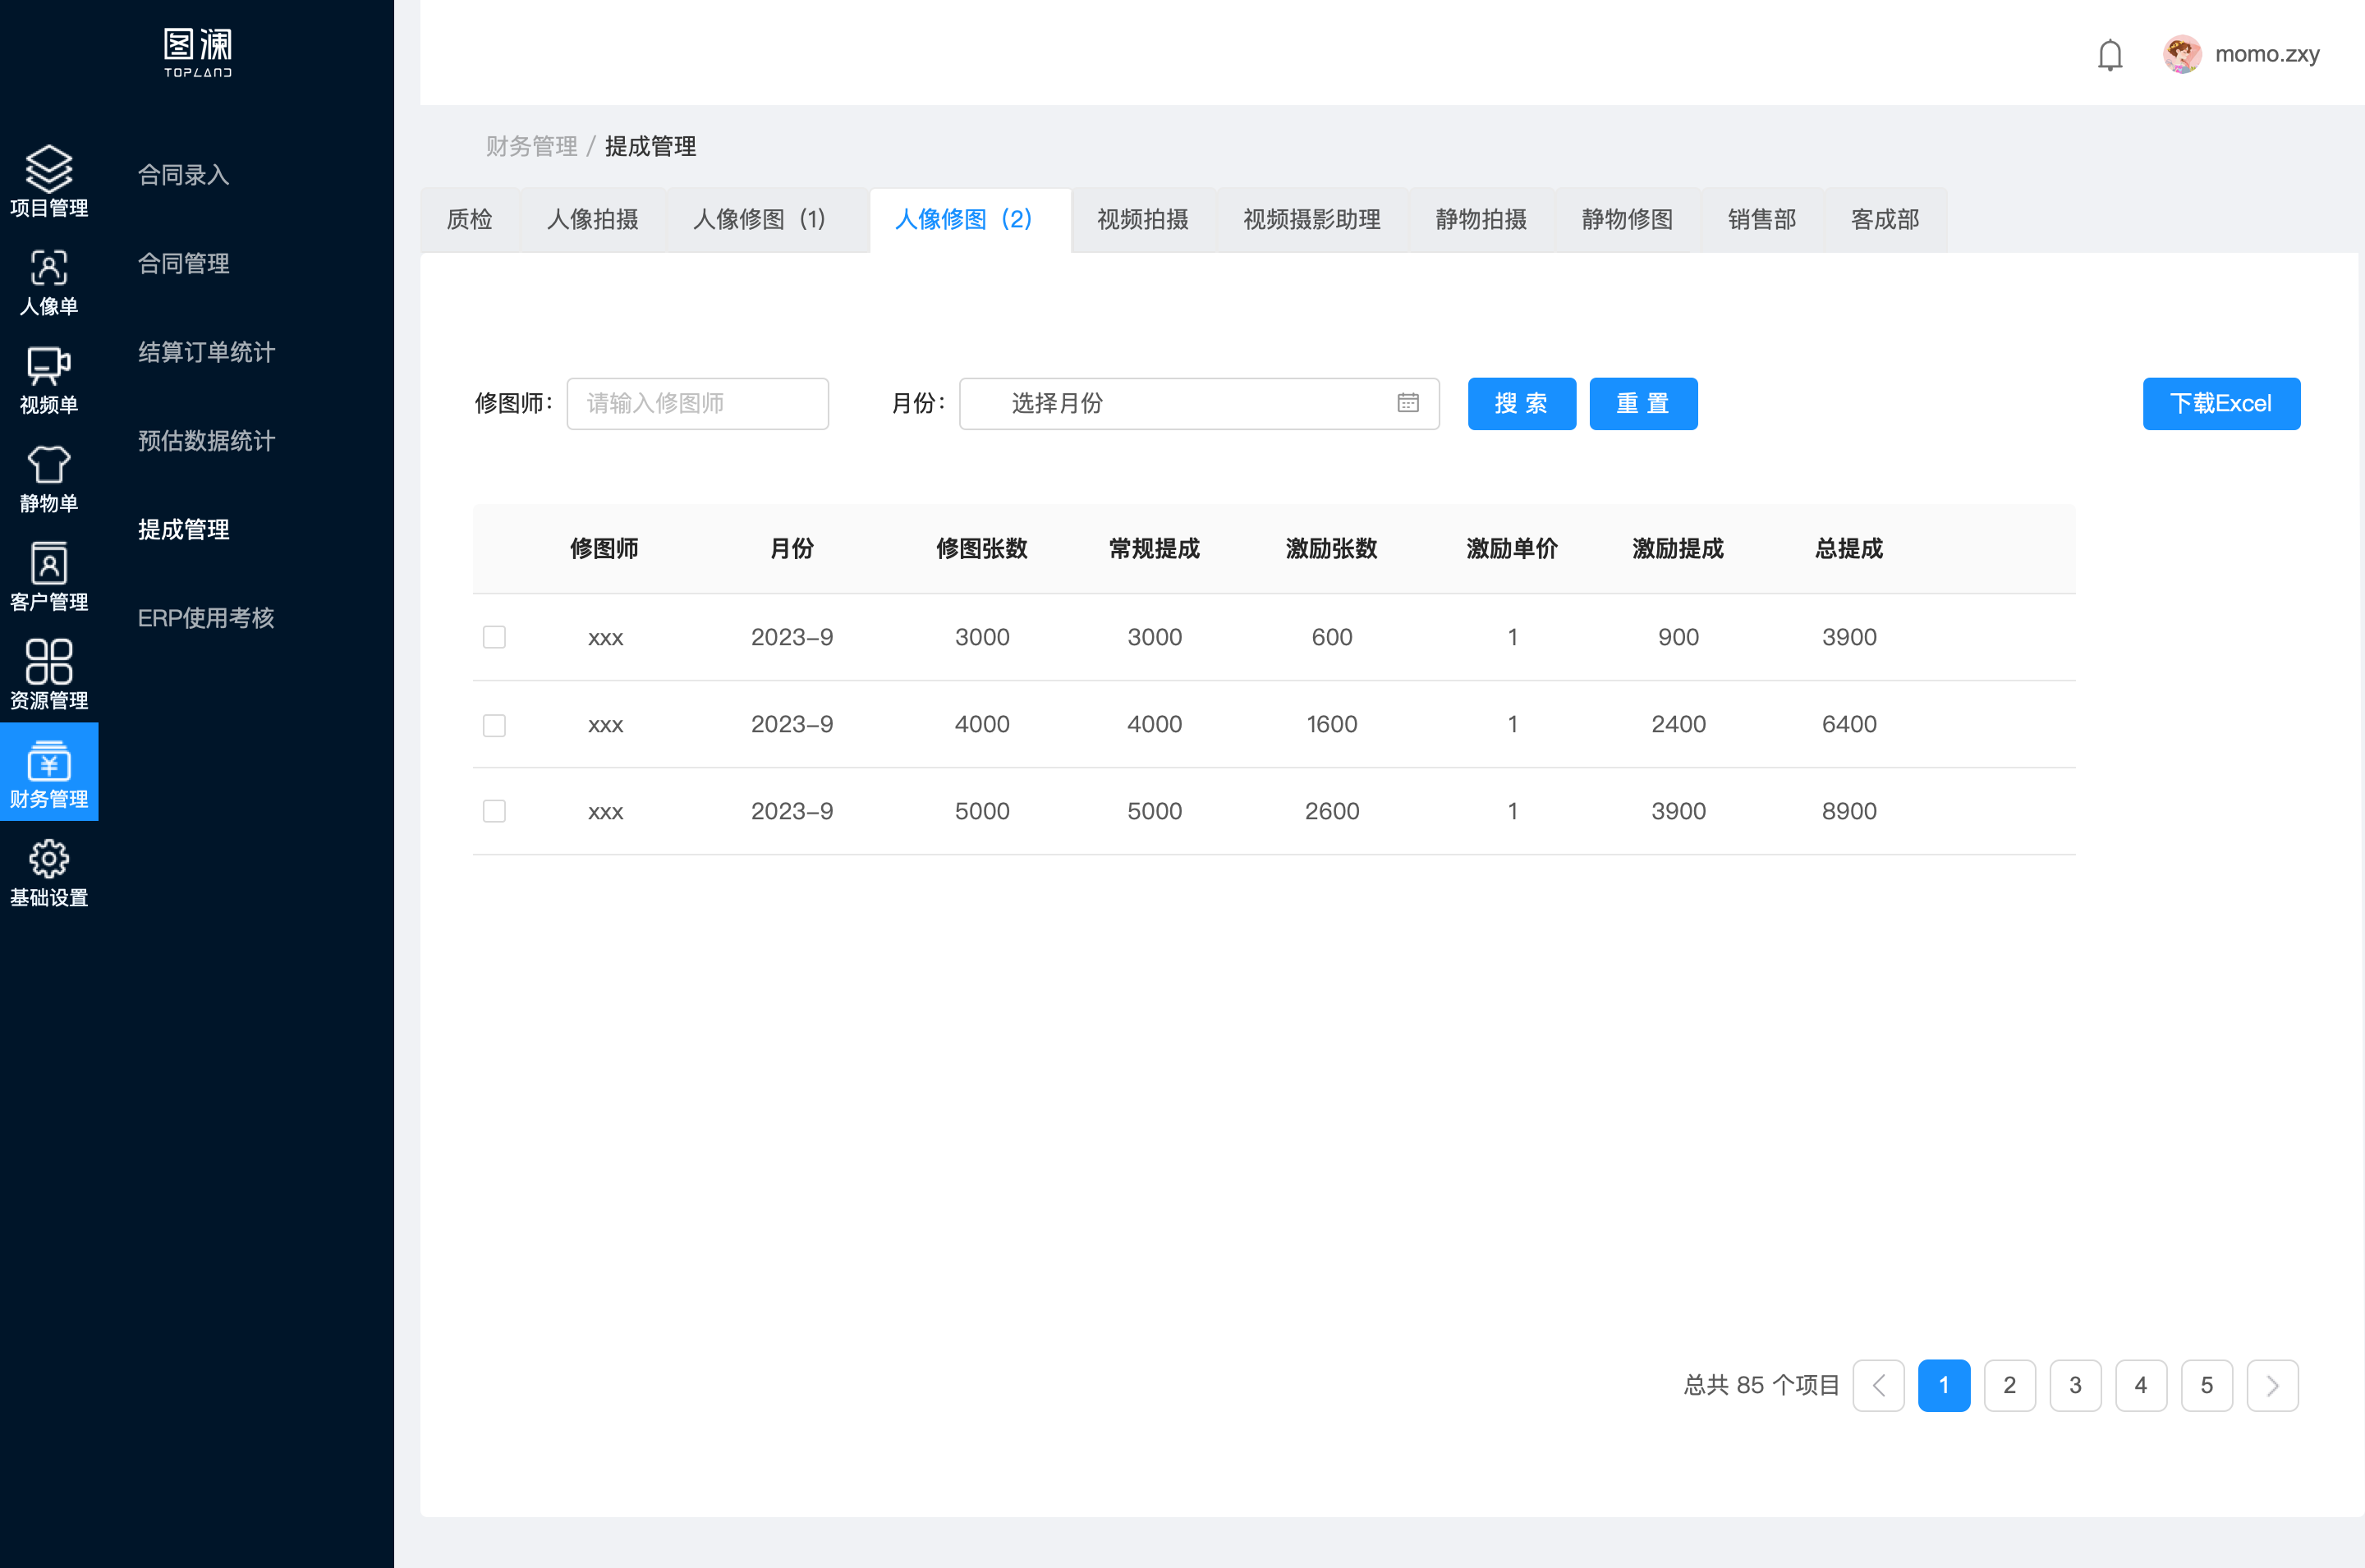 图澜
TOPLAND
momo.zxy
项目管理
人像单
视频单
静物单
客户管理
资源管理
财务管理
基础设置
合同录入
合同管理
结算订单统计
预估数据统计
提成管理
ERP使用考核
财务管理 / 提成管理
质检 人像拍摄 人像修图（1） 人像修图（2） 视频拍摄 视频摄影助理 静物拍摄 静物修图 销售部 客成部
修图师： 请输入修图师 月份： 选择月份 搜 索 重 置 下载Excel
修图师 月份 修图张数 常规提成 激励张数 激励单价 激励提成 总提成
xxx 2023-9 3000 3000 600 1 900 3900
xxx 2023-9 4000 4000 1600 1 2400 6400
xxx 2023-9 5000 5000 2600 1 3900 8900
总共 85 个项目 1 2 3 4 5